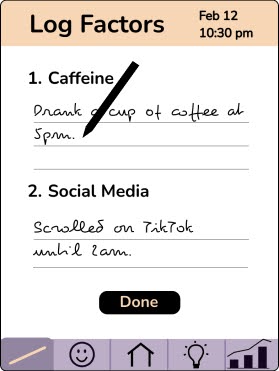 Log Factors
Feb 12
10:30 pm
1. Caffeine
Drank a cup of coffee at
5pm.
2. Social Media
Scrolled on TikTok
until 2am.
Done